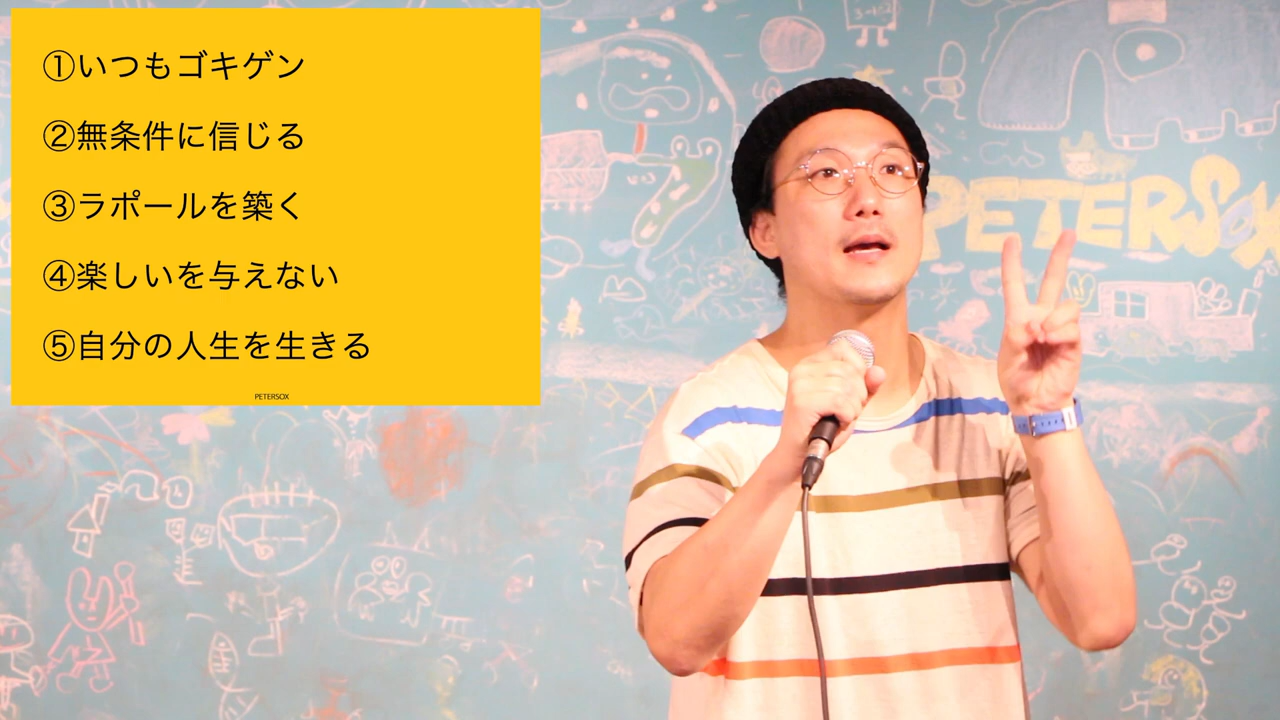 ①いつもゴキゲン
②無条件に信じる
③ラポールを築く
④楽しいを与えない
⑤自分の人生を生きる
PETERSOX
PETERSOX